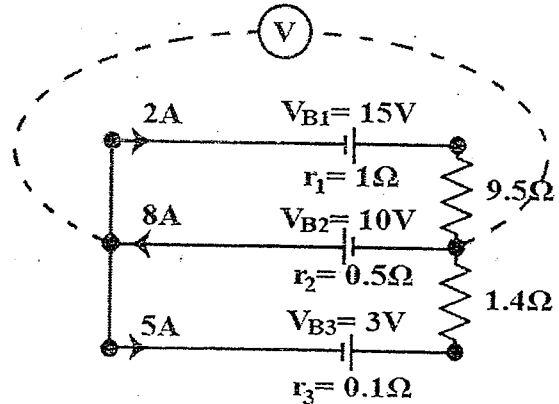 V
2A V_B1= 15V
r₁= 1Ω 9.5Ω
8A V_B2= 10V
r₂= 0.5Ω 1.4Ω
5A V_B3= 3V
r₃= 0.1Ω